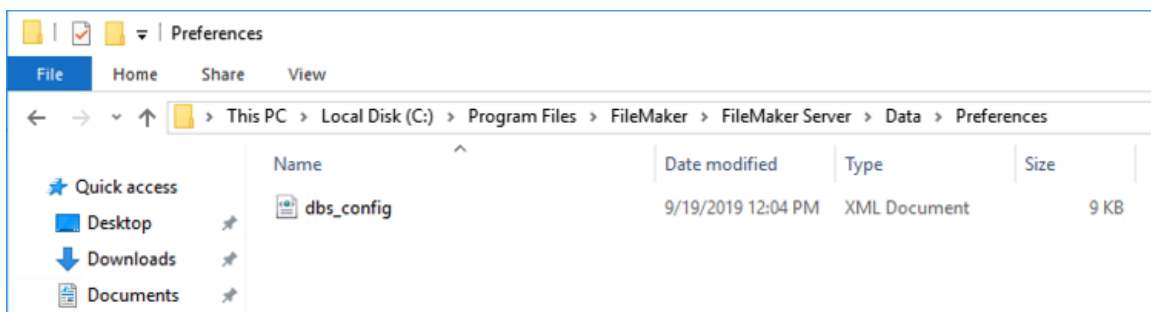 Preferences
File Home Share View
This PC > Local Disk (C:) > Program Files > FileMaker > FileMaker Server > Data > Preferences
Name Date modified Type Size
Quick access
dbs_config 9/19/2019 12:04 PM XML Document 9 KB
Desktop
Downloads
Documents